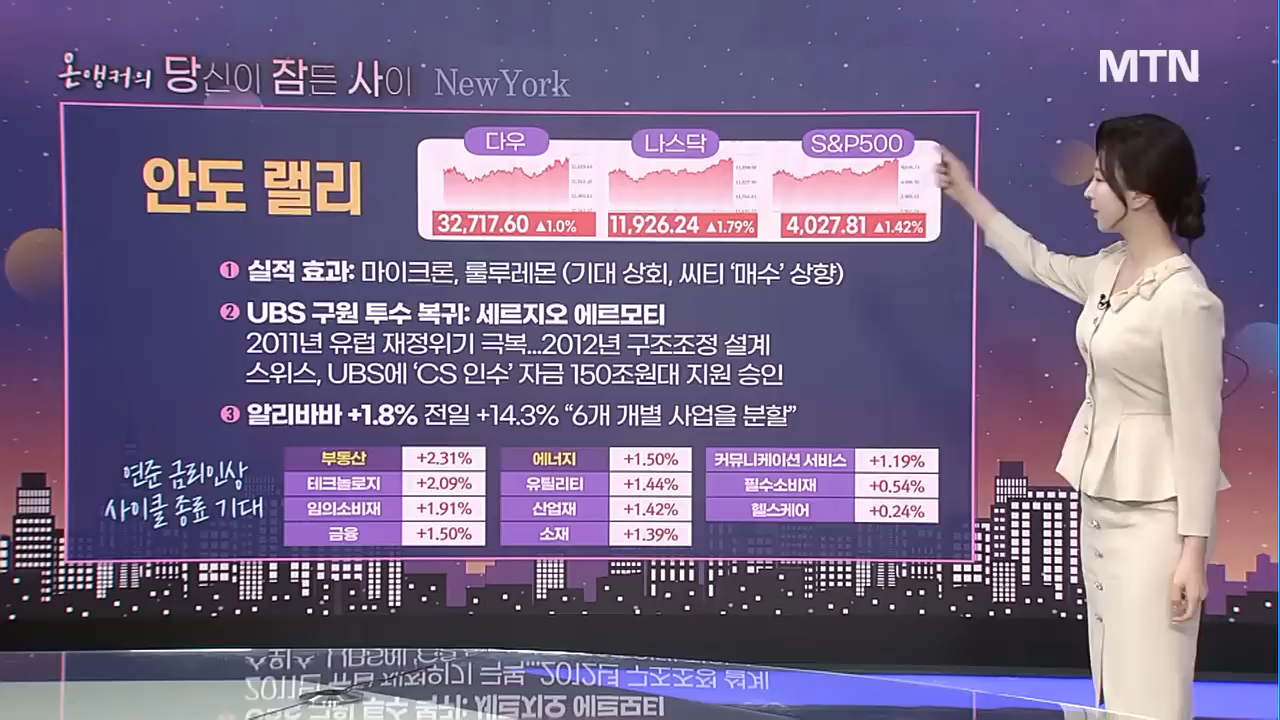 온앵커의 당신이 잠든 사이 NewYork
MTN
안도 랠리
다우 나스닥 S&P500
32,717.60 ▲1.0% 11,926.24 ▲1.79% 4,027.81 ▲1.42%
❶ 실적 효과: 마이크론, 룰루레몬 (기대 상회, 씨티 ‘매수’ 상향)
❷ UBS 구원 투수 복귀: 세르지오 에르모티
2011년 유럽 재정위기 극복...2012년 구조조정 설계
스위스, UBS에 ‘CS 인수’ 자금 150조원대 지원 승인
❸ 알리바바 +1.8% 전일 +14.3% “6개 개별 사업을 분할”
연준 금리인상
사이클 종료 기대
부동산 +2.31% 에너지 +1.50% 커뮤니케이션 서비스 +1.19%
테크놀로지 +2.09% 유틸리티 +1.44% 필수소비재 +0.54%
임의소비재 +1.91% 산업재 +1.42% 헬스케어 +0.24%
금융 +1.50% 소재 +1.39%